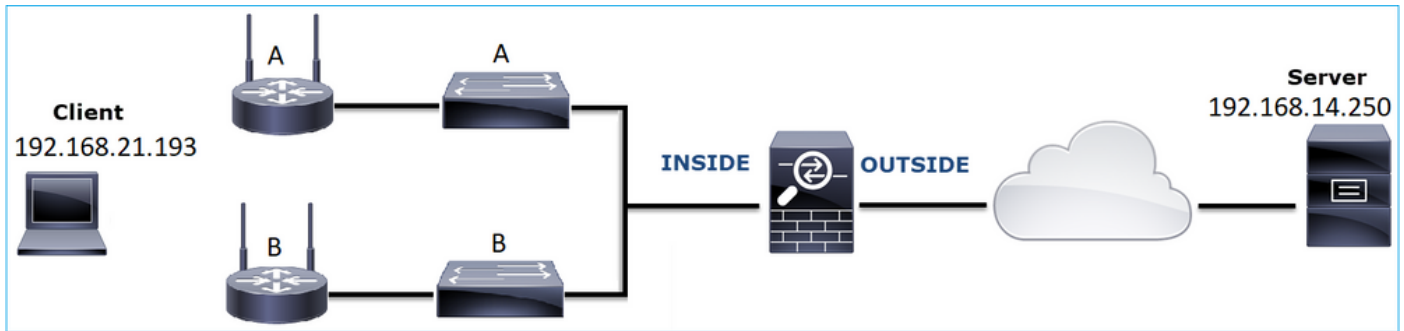 Client
192.168.21.193
A
A
B
B
INSIDE
OUTSIDE
Server
192.168.14.250